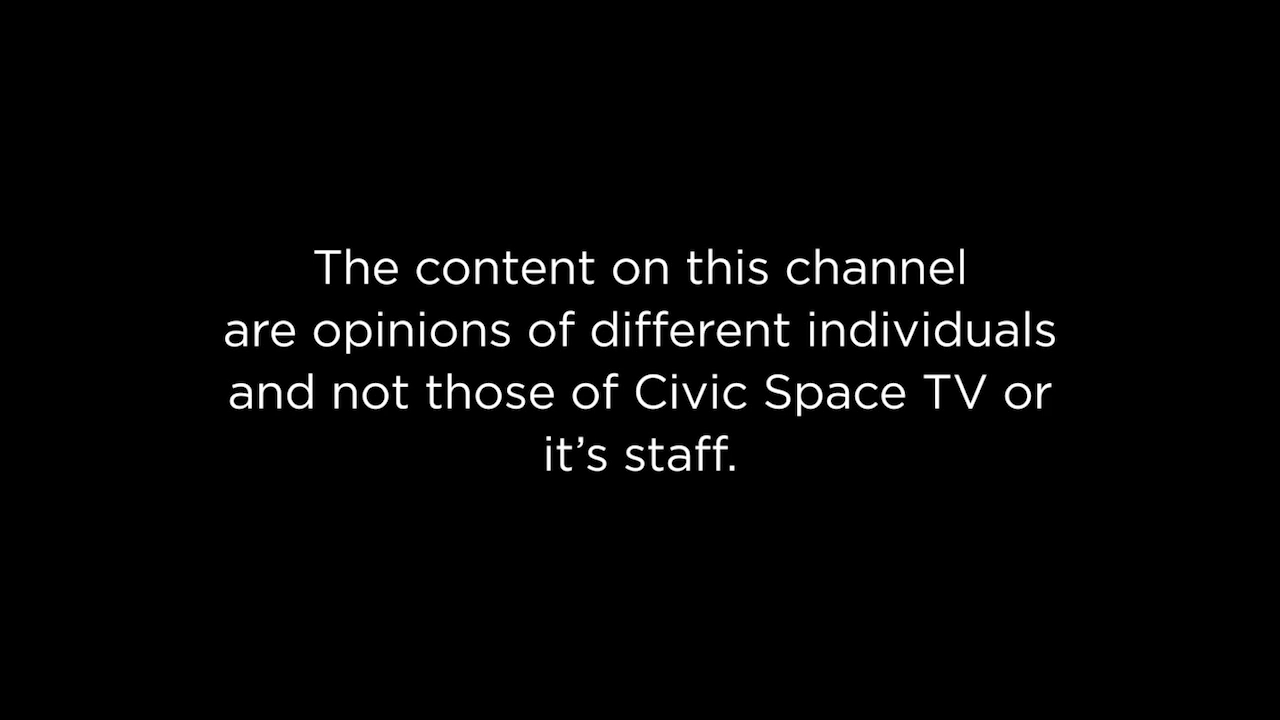 The content on this channel
are opinions of different individuals
and not those of Civic Space TV or
it’s staff.